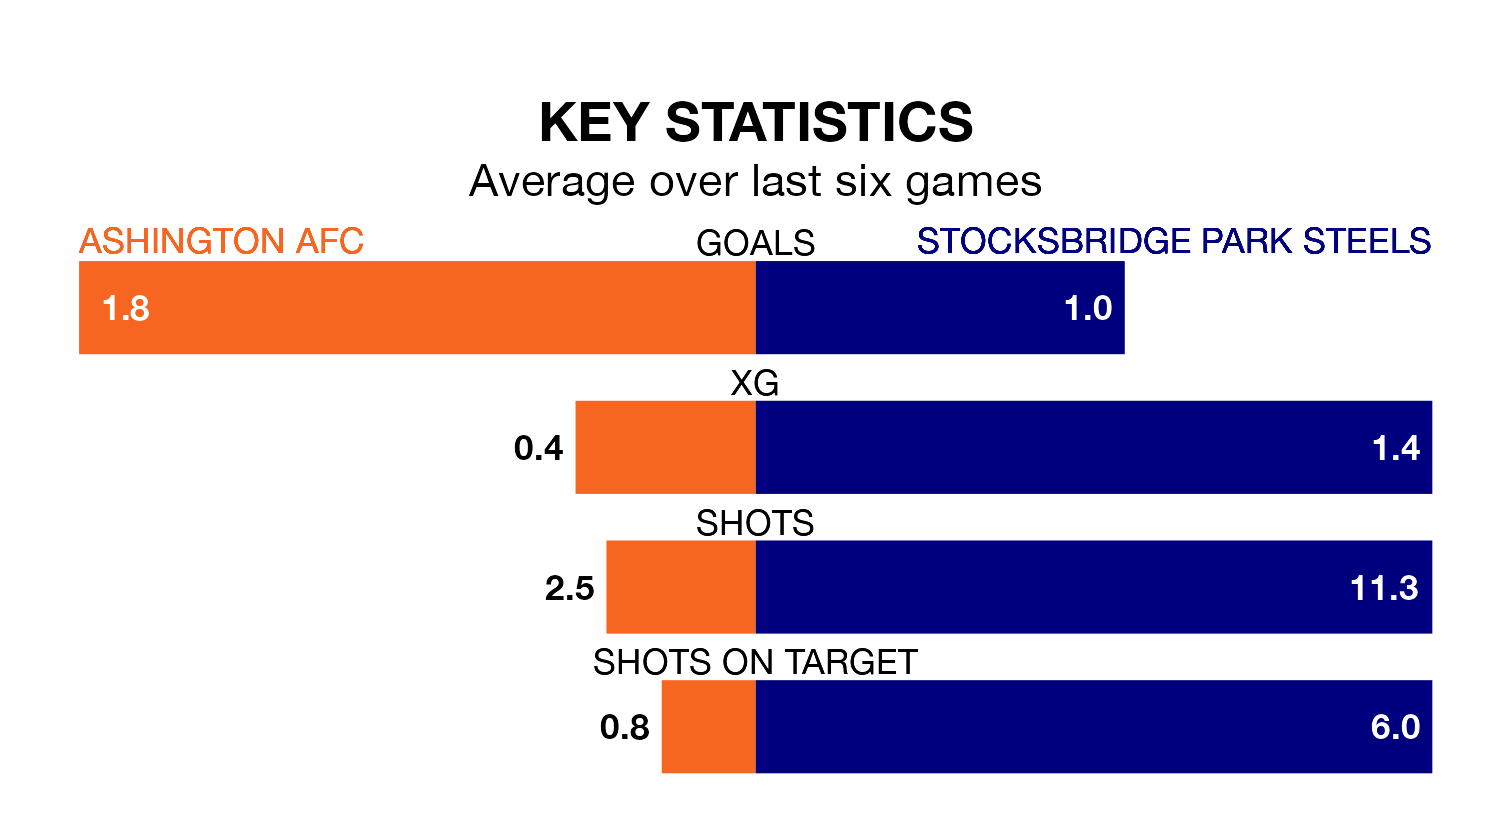 KEY STATISTICS
Average over last six games
ASHINGTON AFC GOALS STOCKSBRIDGE PARK STEELS
1.8 1.0
XG
0.4 1.4
SHOTS
2.5 11.3
SHOTS ON TARGET
0.8 6.0